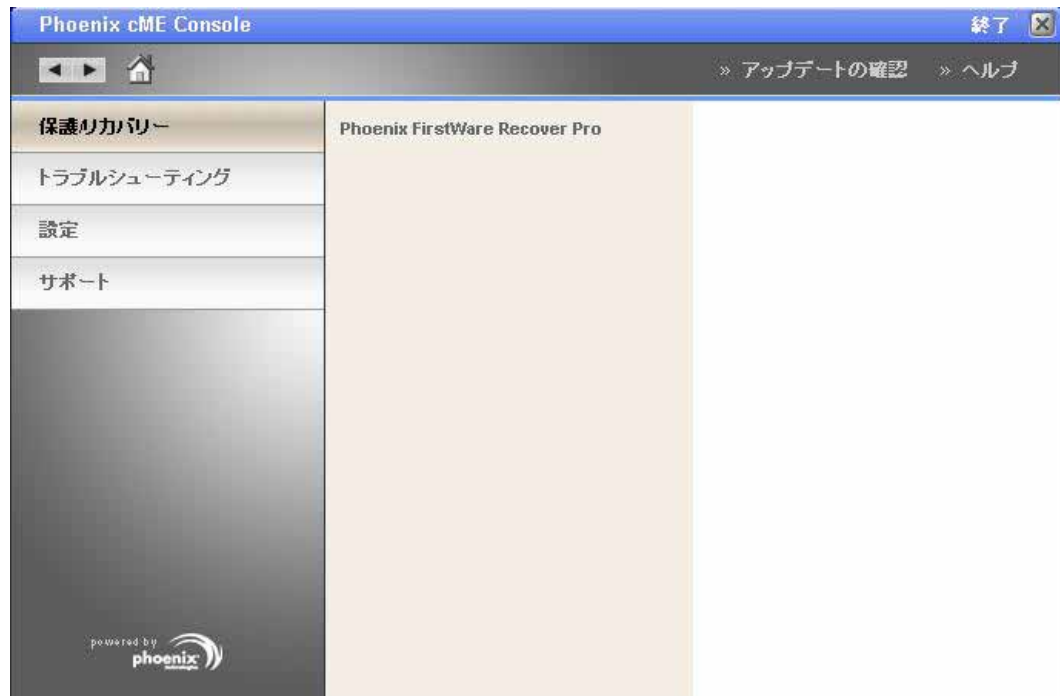 Phoenix cME Console
終了
» アップデートの確認 » ヘルプ
保護/リカバリー
トラブルシューティング
設定
サポート
Phoenix FirstWare Recover Pro
powered by
phoenix